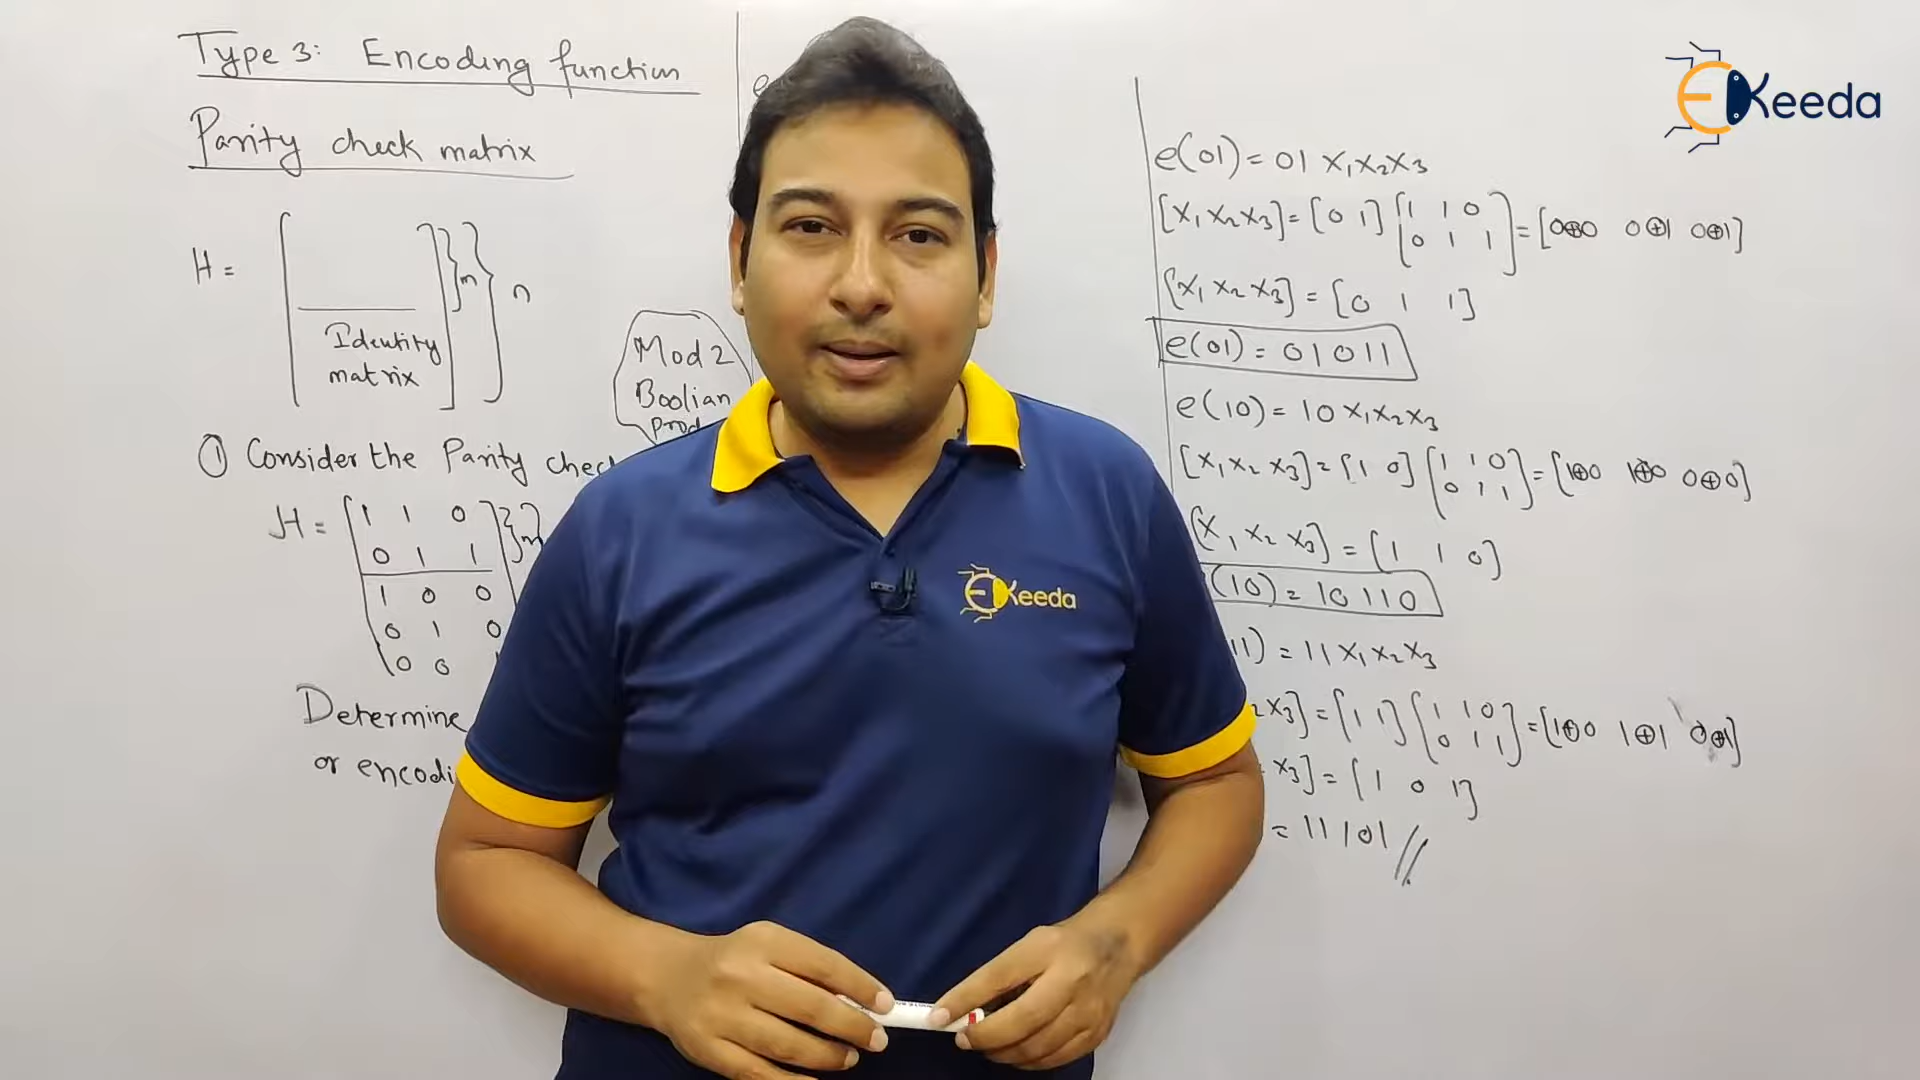 Type 3: Encoding function
Parity check matrix
H =
m
n
Identity
matrix
Mod 2
Boolian
① Consider the Parity chec
H = [1 1 0
0 1 1
1 0 0
0 1 0
0 0
m
Determine
or encodi
e
e(01) = 01 x₁x₂x₃
[x₁ x₂ x₃] = [0 1] [1 1 0
0 1 1] = [0⊕0 0⊕1 0⊕1]
[x₁ x₂ x₃] = [0 1 1]
e(01) = 01011
e(10) = 10 x₁x₂x₃
[x₁ x₂ x₃] = [1 0] [1 1 0
0 1 1] = [1⊕0 1⊕0 0⊕0]
[x₁ x₂ x₃] = [1 1 0]
(10) = 10110
11) = 11 x₁x₂x₃
₂x₃] = [1 1] [1 1 0
0 1 1] = [1⊕0 1⊕1 0⊕1]
x₃] = [1 0 1]
= 11101 //
EKeeda
EKeeda